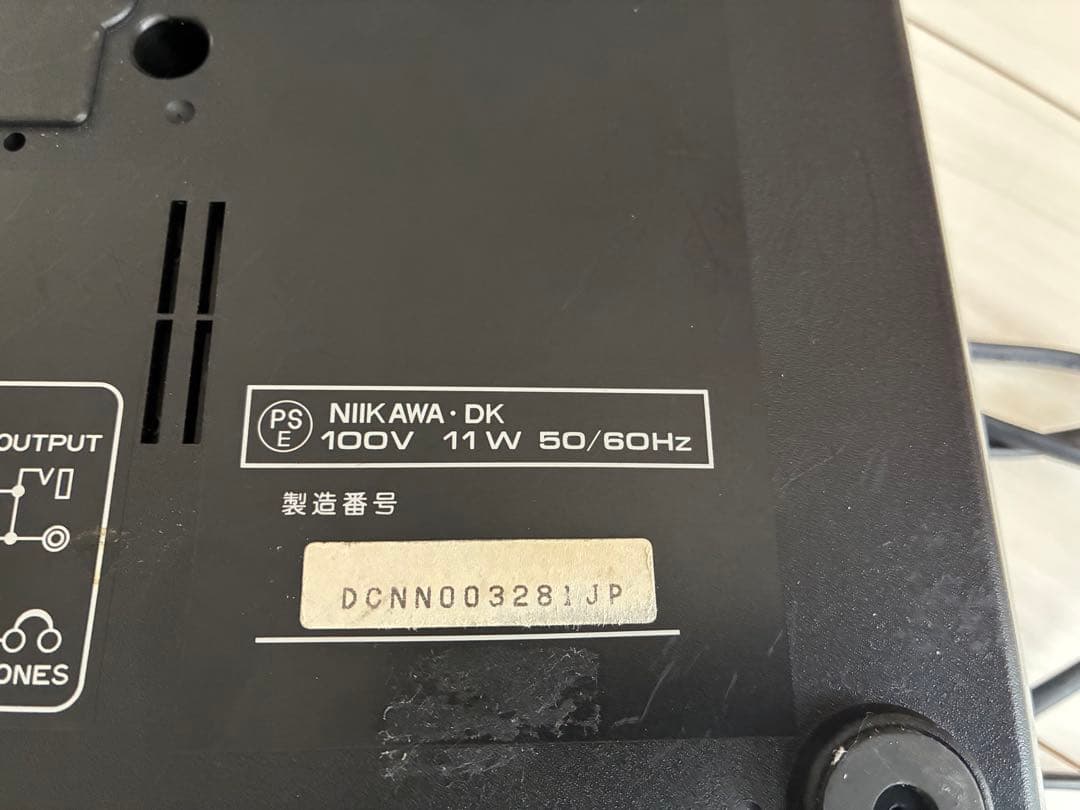 OUTPUT
PS
E
NIIKAWA・DK
100V 11W 50/60Hz
製造番号
DCNN003281JP
ONES